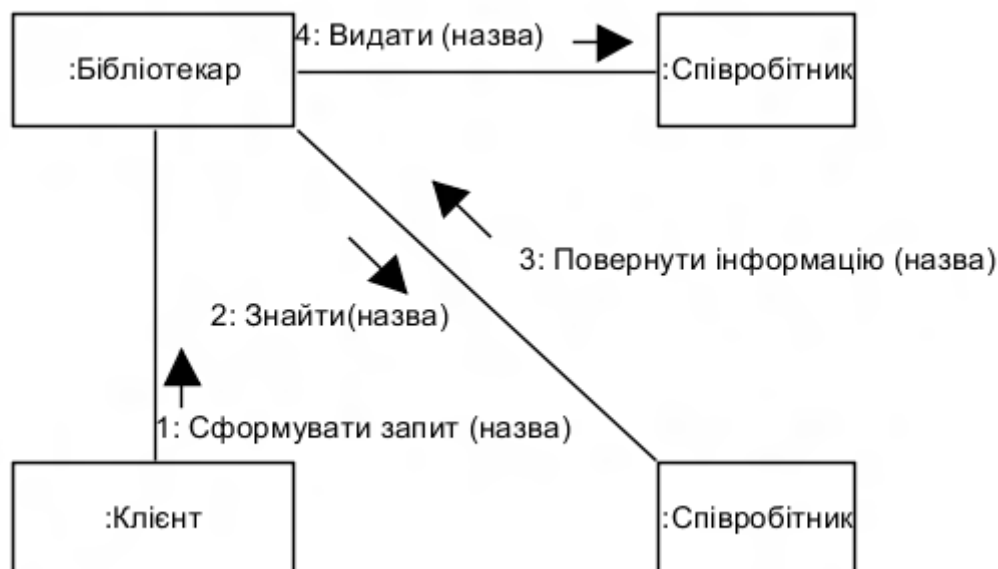 4: Видати (назва)
:Бібліотекар
:Співробітник
3: Повернути інформацію (назва)
2: Знайти(назва)
1: Сформувати запит (назва)
:Клієнт
:Співробітник